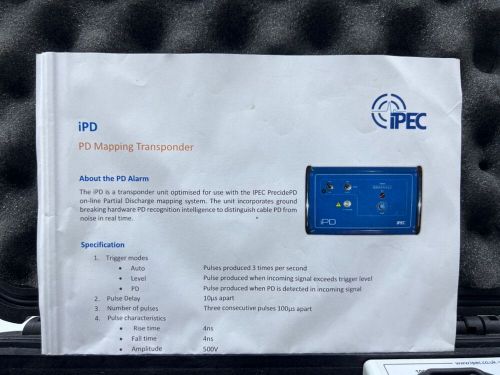 iPEC
iPD
PD Mapping Transponder
About the PD Alarm
The iPD is a transponder unit optimised for use with the IPEC PrecidePD
on-line Partial Discharge mapping system. The unit incorporates ground
breaking hardware PD recognition intelligence to distinguish cable PD from
noise in real time.
iPD
IPEC
Specification
1. Trigger modes
• Auto Pulses produced 3 times per second
• Level Pulses produced when incoming signal exceeds trigger level
• PD Pulse produced when PD is detected in incoming signal
2. Pulse Delay 10µs apart
3. Number of pulses Three consecutive pulses 100µs apart
4. Pulse characteristics
• Rise time 4ns
• Fall time 4ns
• Amplitude 500V
www.ipec.co.uk